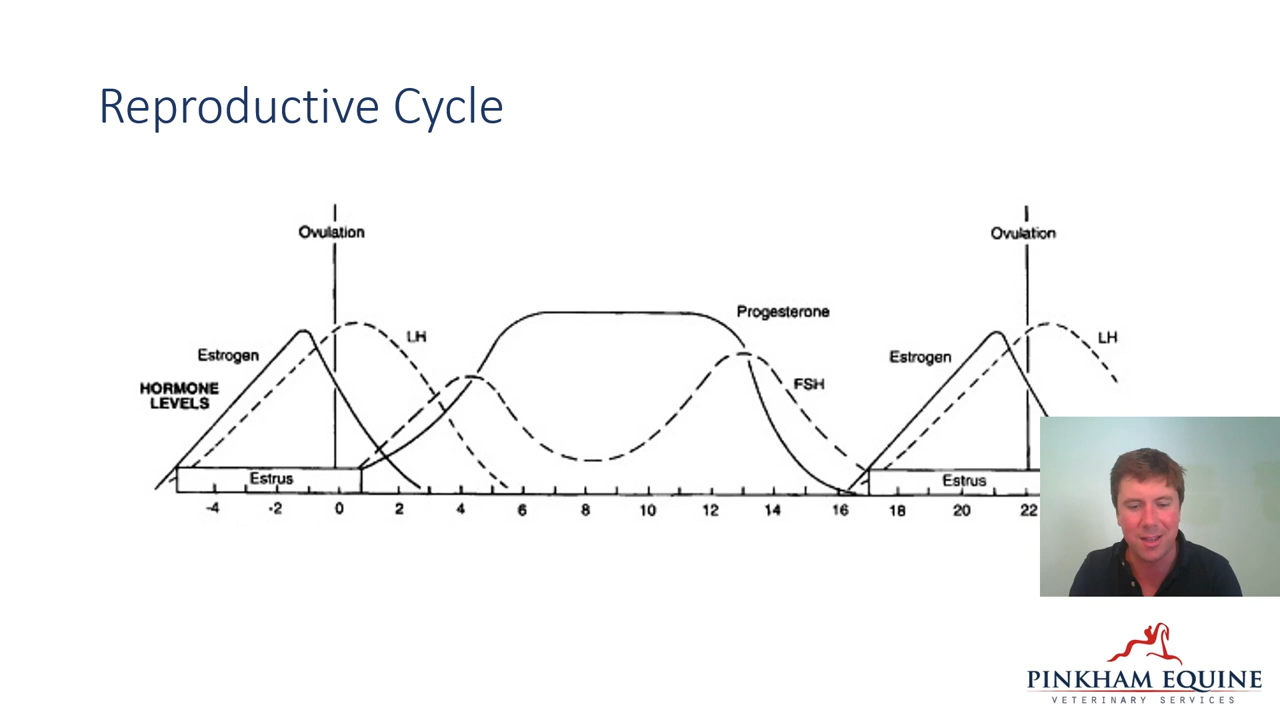 Reproductive Cycle
Ovulation
Ovulation
Progesterone
LH
LH
Estrogen
Estrogen
HORMONE
LEVELS
FSH
Estrus
Estrus
-4 -2 0 2 4 6 8 10 12 14 16 18 20 22
PINKHAM EQUINE
VETERINARY SERVICES